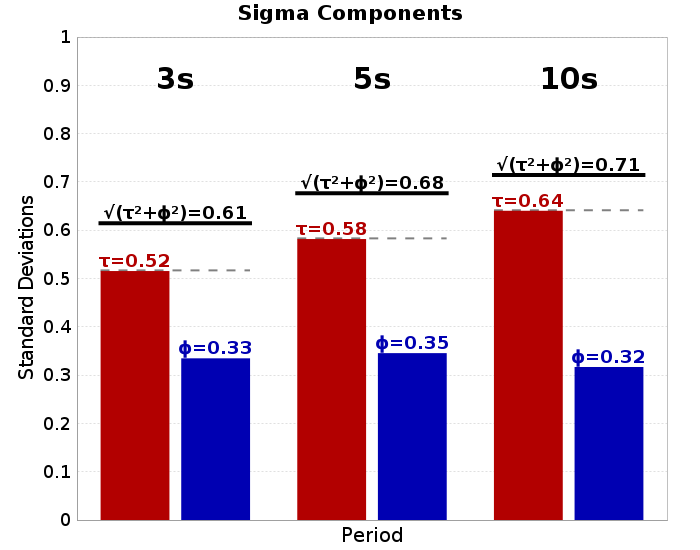 Sigma Components
1
0.9
0.8
0.7
0.6
0.5
0.4
0.3
0.2
0.1
0
Standard Deviations
3s
5s
10s
√(τ²+ϕ²)=0.61
√(τ²+ϕ²)=0.68
√(τ²+ϕ²)=0.71
τ=0.52
ϕ=0.33
τ=0.58
ϕ=0.35
τ=0.64
ϕ=0.32
Period